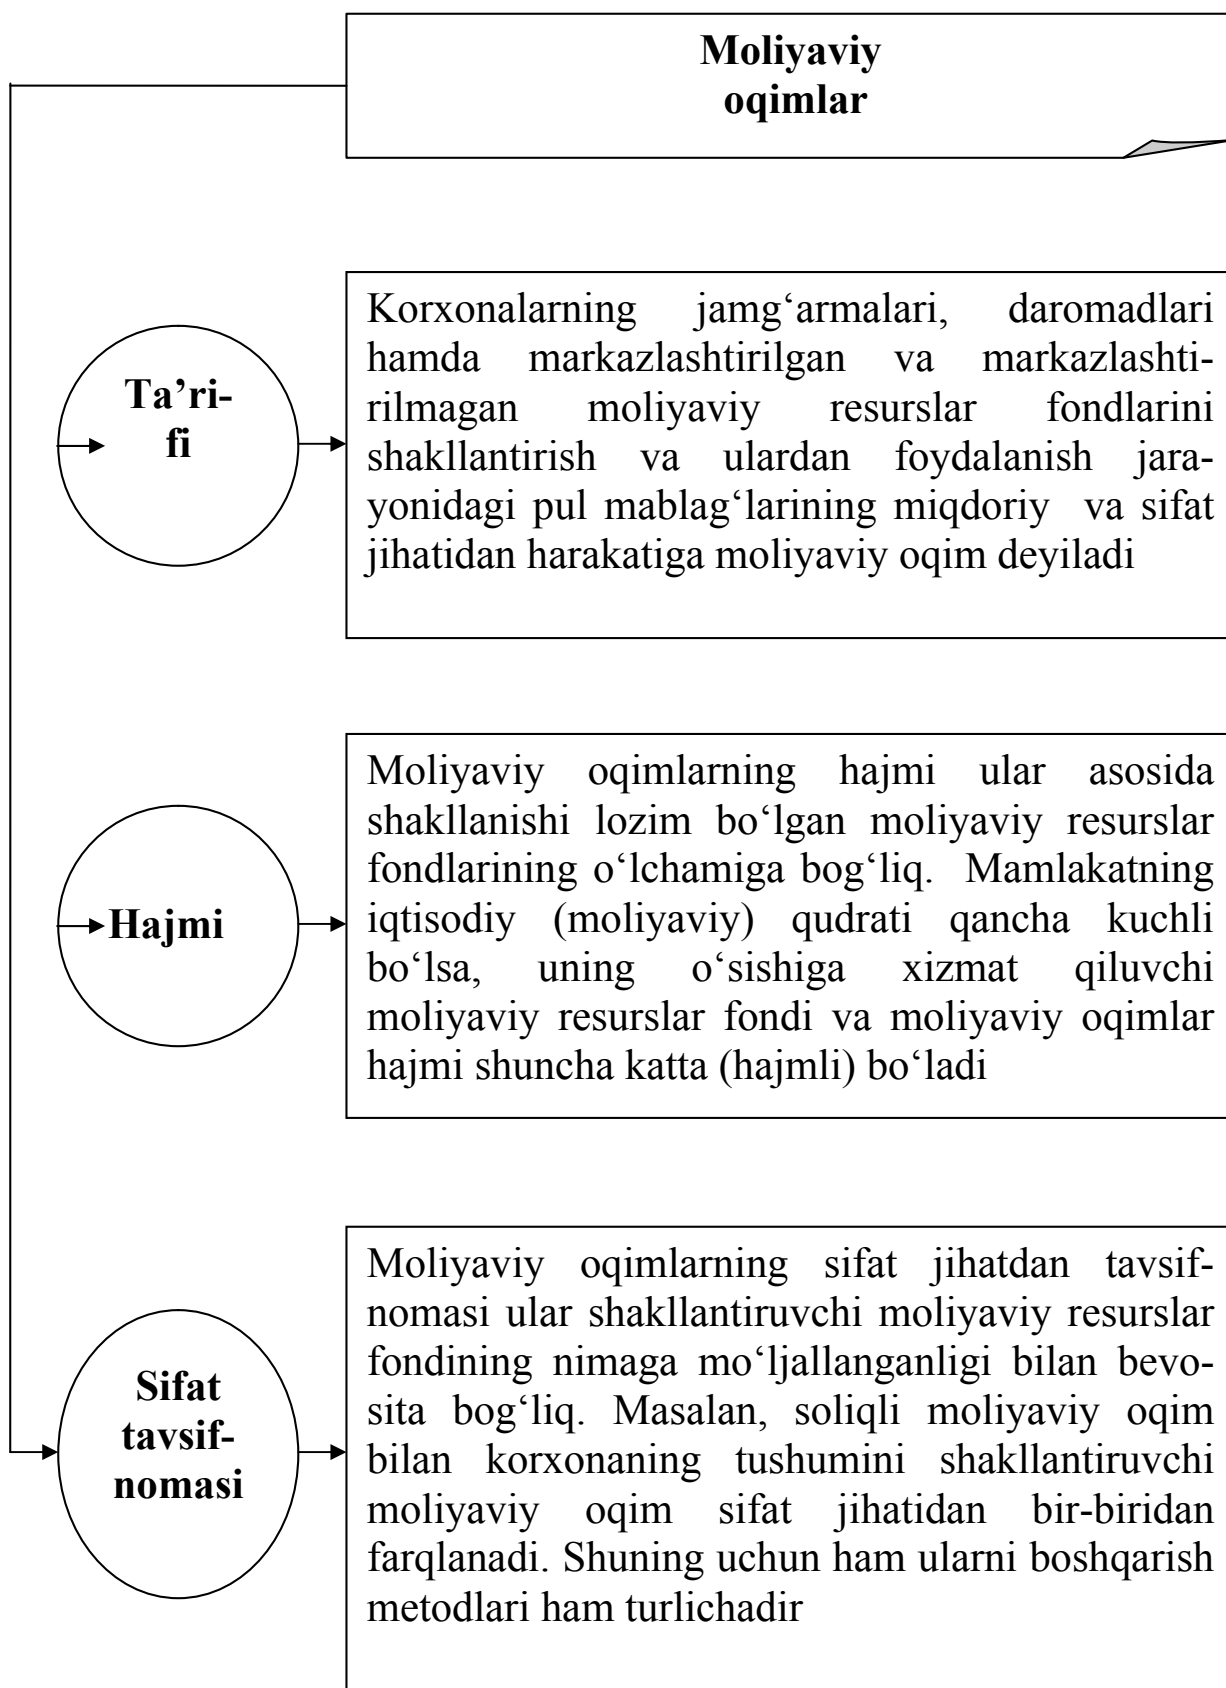 Moliyaviy
oqimlar
Ta’ri-
fi
Korxonalarning jamg‘armalari, daromadlari
hamda markazlashtirilgan va markazlashti-
rilmagan moliyaviy resurslar fondlarini
shakllantirish va ulardan foydalanish jara-
yonidagi pul mablag‘larining miqdoriy va sifat
jihatidan harakatiga moliyaviy oqim deyiladi
Hajmi
Moliyaviy oqimlarning hajmi ular asosida
shakllanishi lozim bo‘lgan moliyaviy resurslar
fondlarining o‘lchamiga bog‘liq. Mamlakatning
iqtisodiy (moliyaviy) qudrati qancha kuchli
bo‘lsa, uning o‘sishiga xizmat qiluvchi
moliyaviy resurslar fondi va moliyaviy oqimlar
hajmi shuncha katta (hajmli) bo‘ladi
Sifat
tavsif-
nomasi
Moliyaviy oqimlarning sifat jihatdan tavsif-
nomasi ular shakllantiruvchi moliyaviy resurslar
fondining nimaga mo‘ljallanganligi bilan bevo-
sita bog‘liq. Masalan, soliqli moliyaviy oqim
bilan korxonaning tushumini shakllantiruvchi
moliyaviy oqim sifat jihatidan bir-biridan
farqlanadi. Shuning uchun ham ularni boshqarish
metodlari ham turlichadir